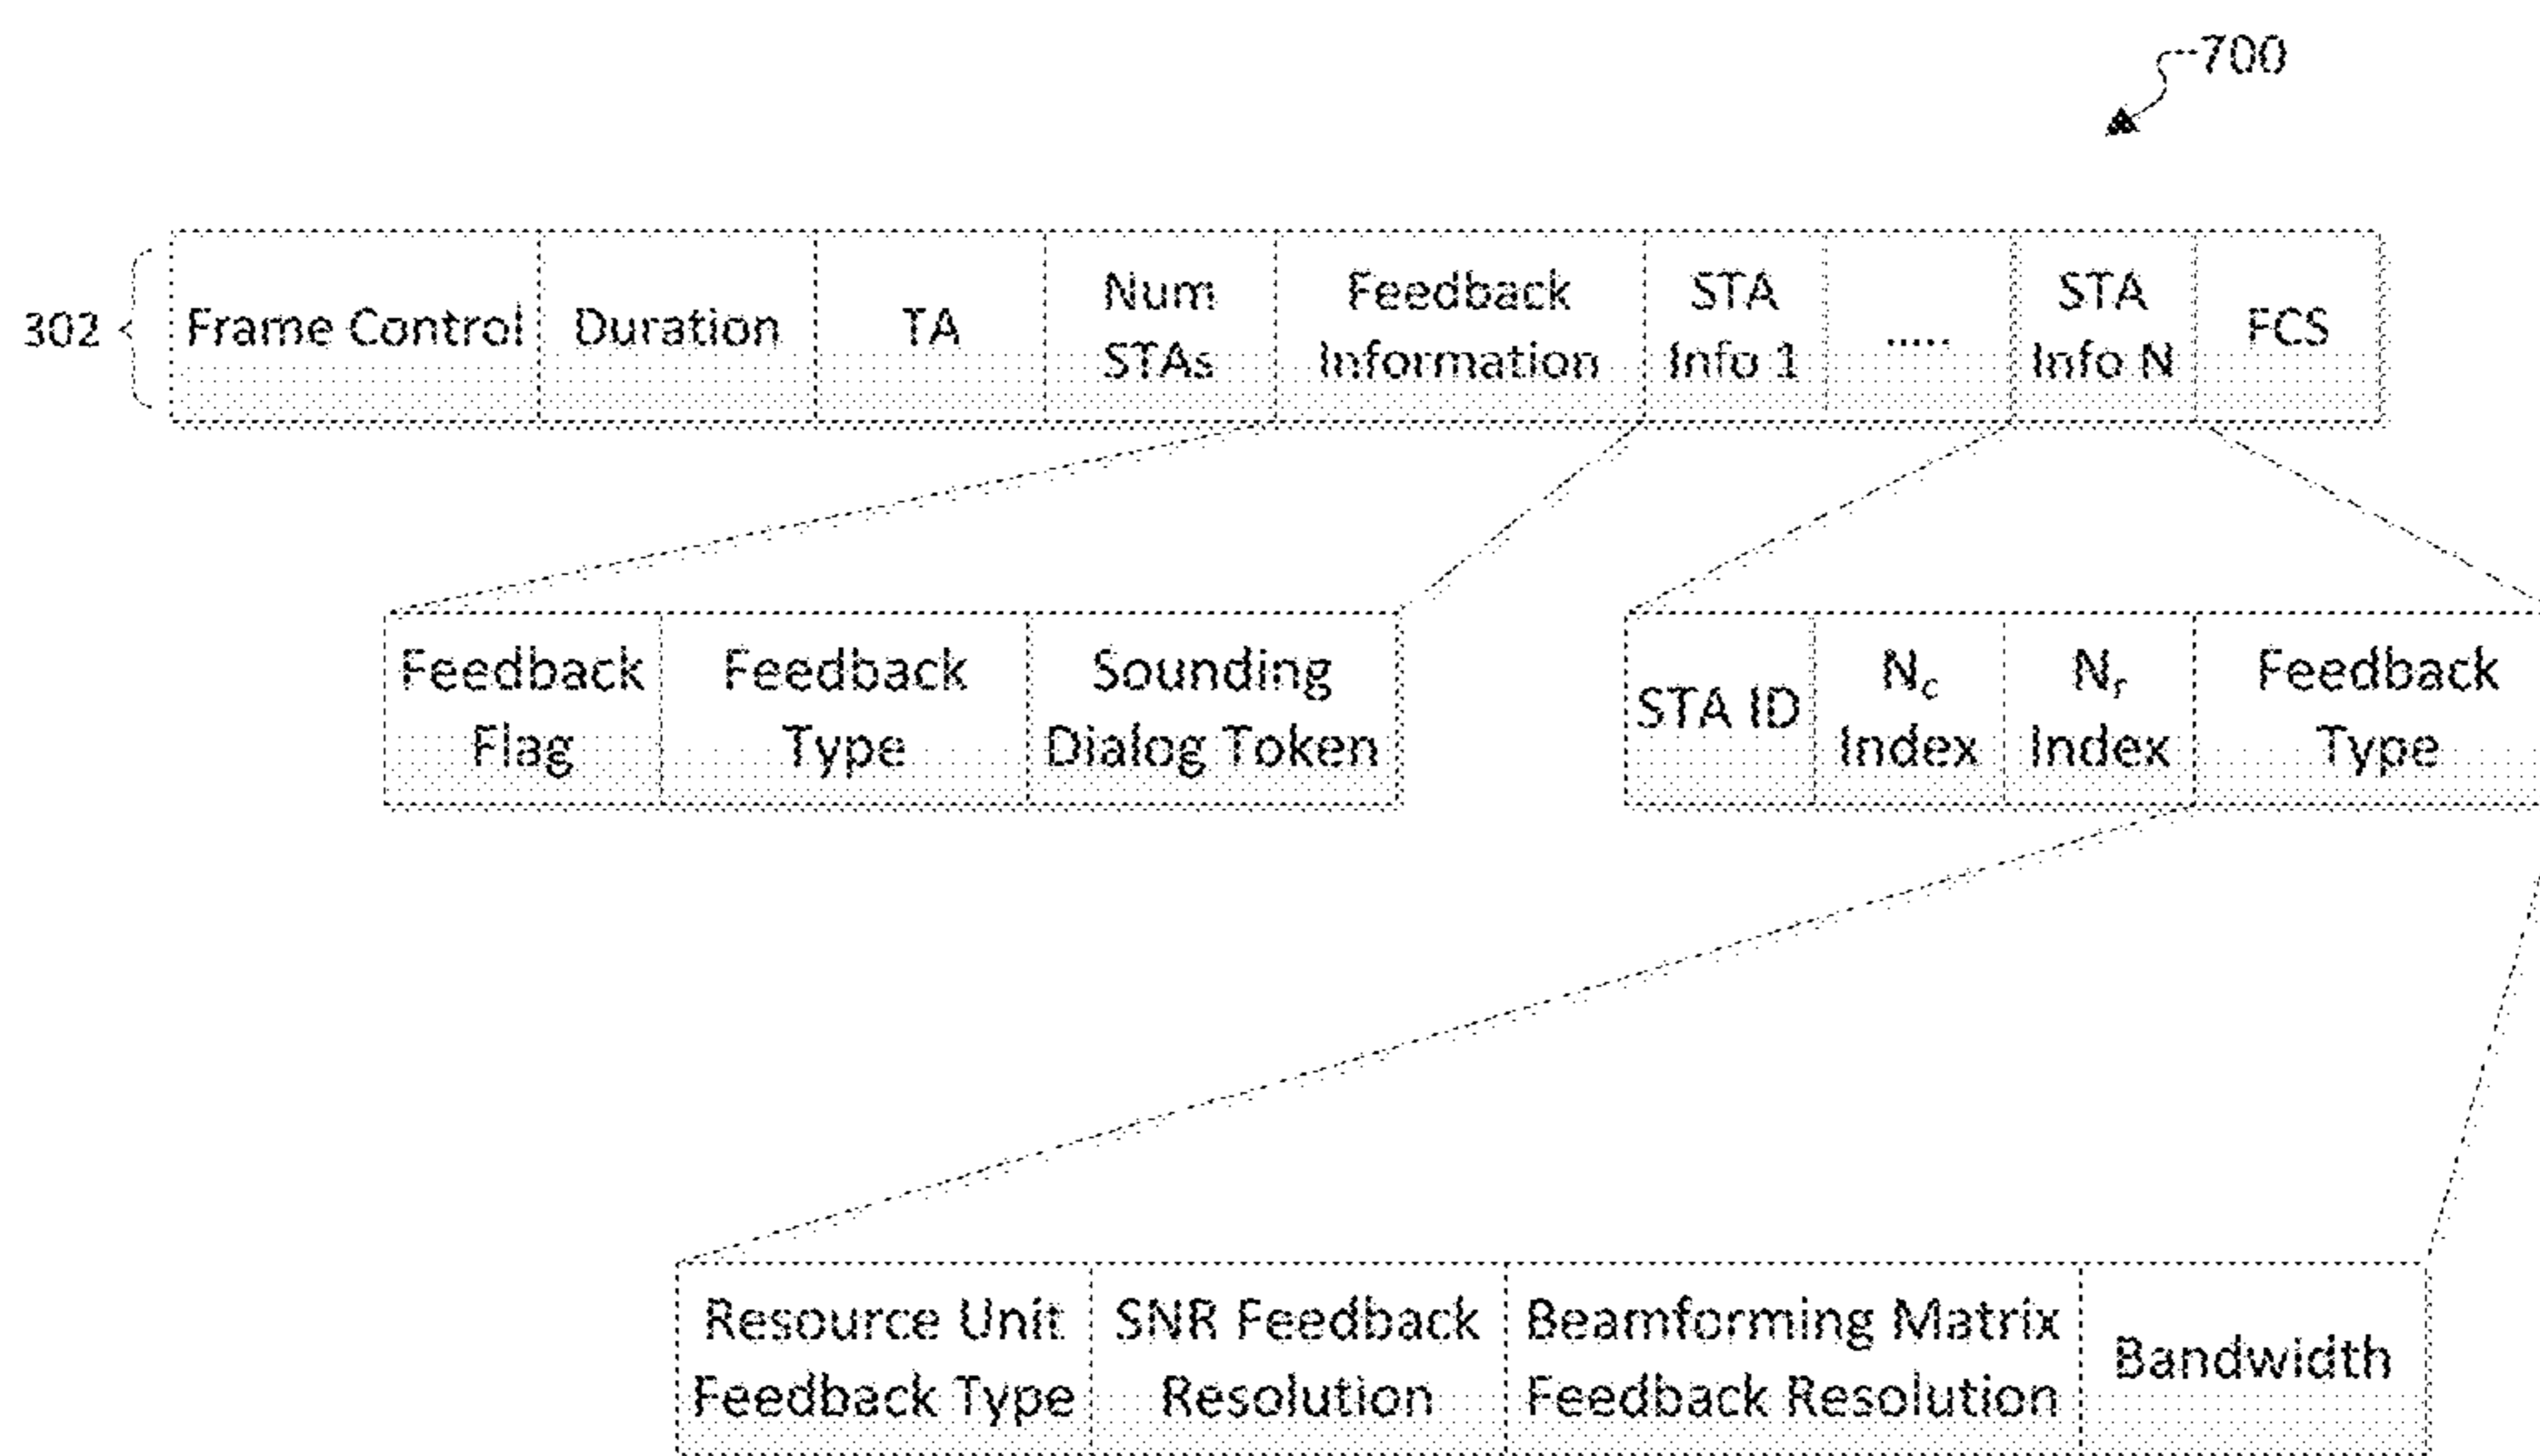 700
302
Frame Control
Duration
TA
Num
STAs
Feedback
Information
STA
Info 1
.....
STA
Info N
FCS
Feedback
Flag
Feedback
Type
Sounding
Dialog Token
STA ID
Nc
Index
Nr
Index
Feedback
Type
Resource Unit
Feedback Type
SNR Feedback
Resolution
Beamforming Matrix
Feedback Resolution
Bandwidth